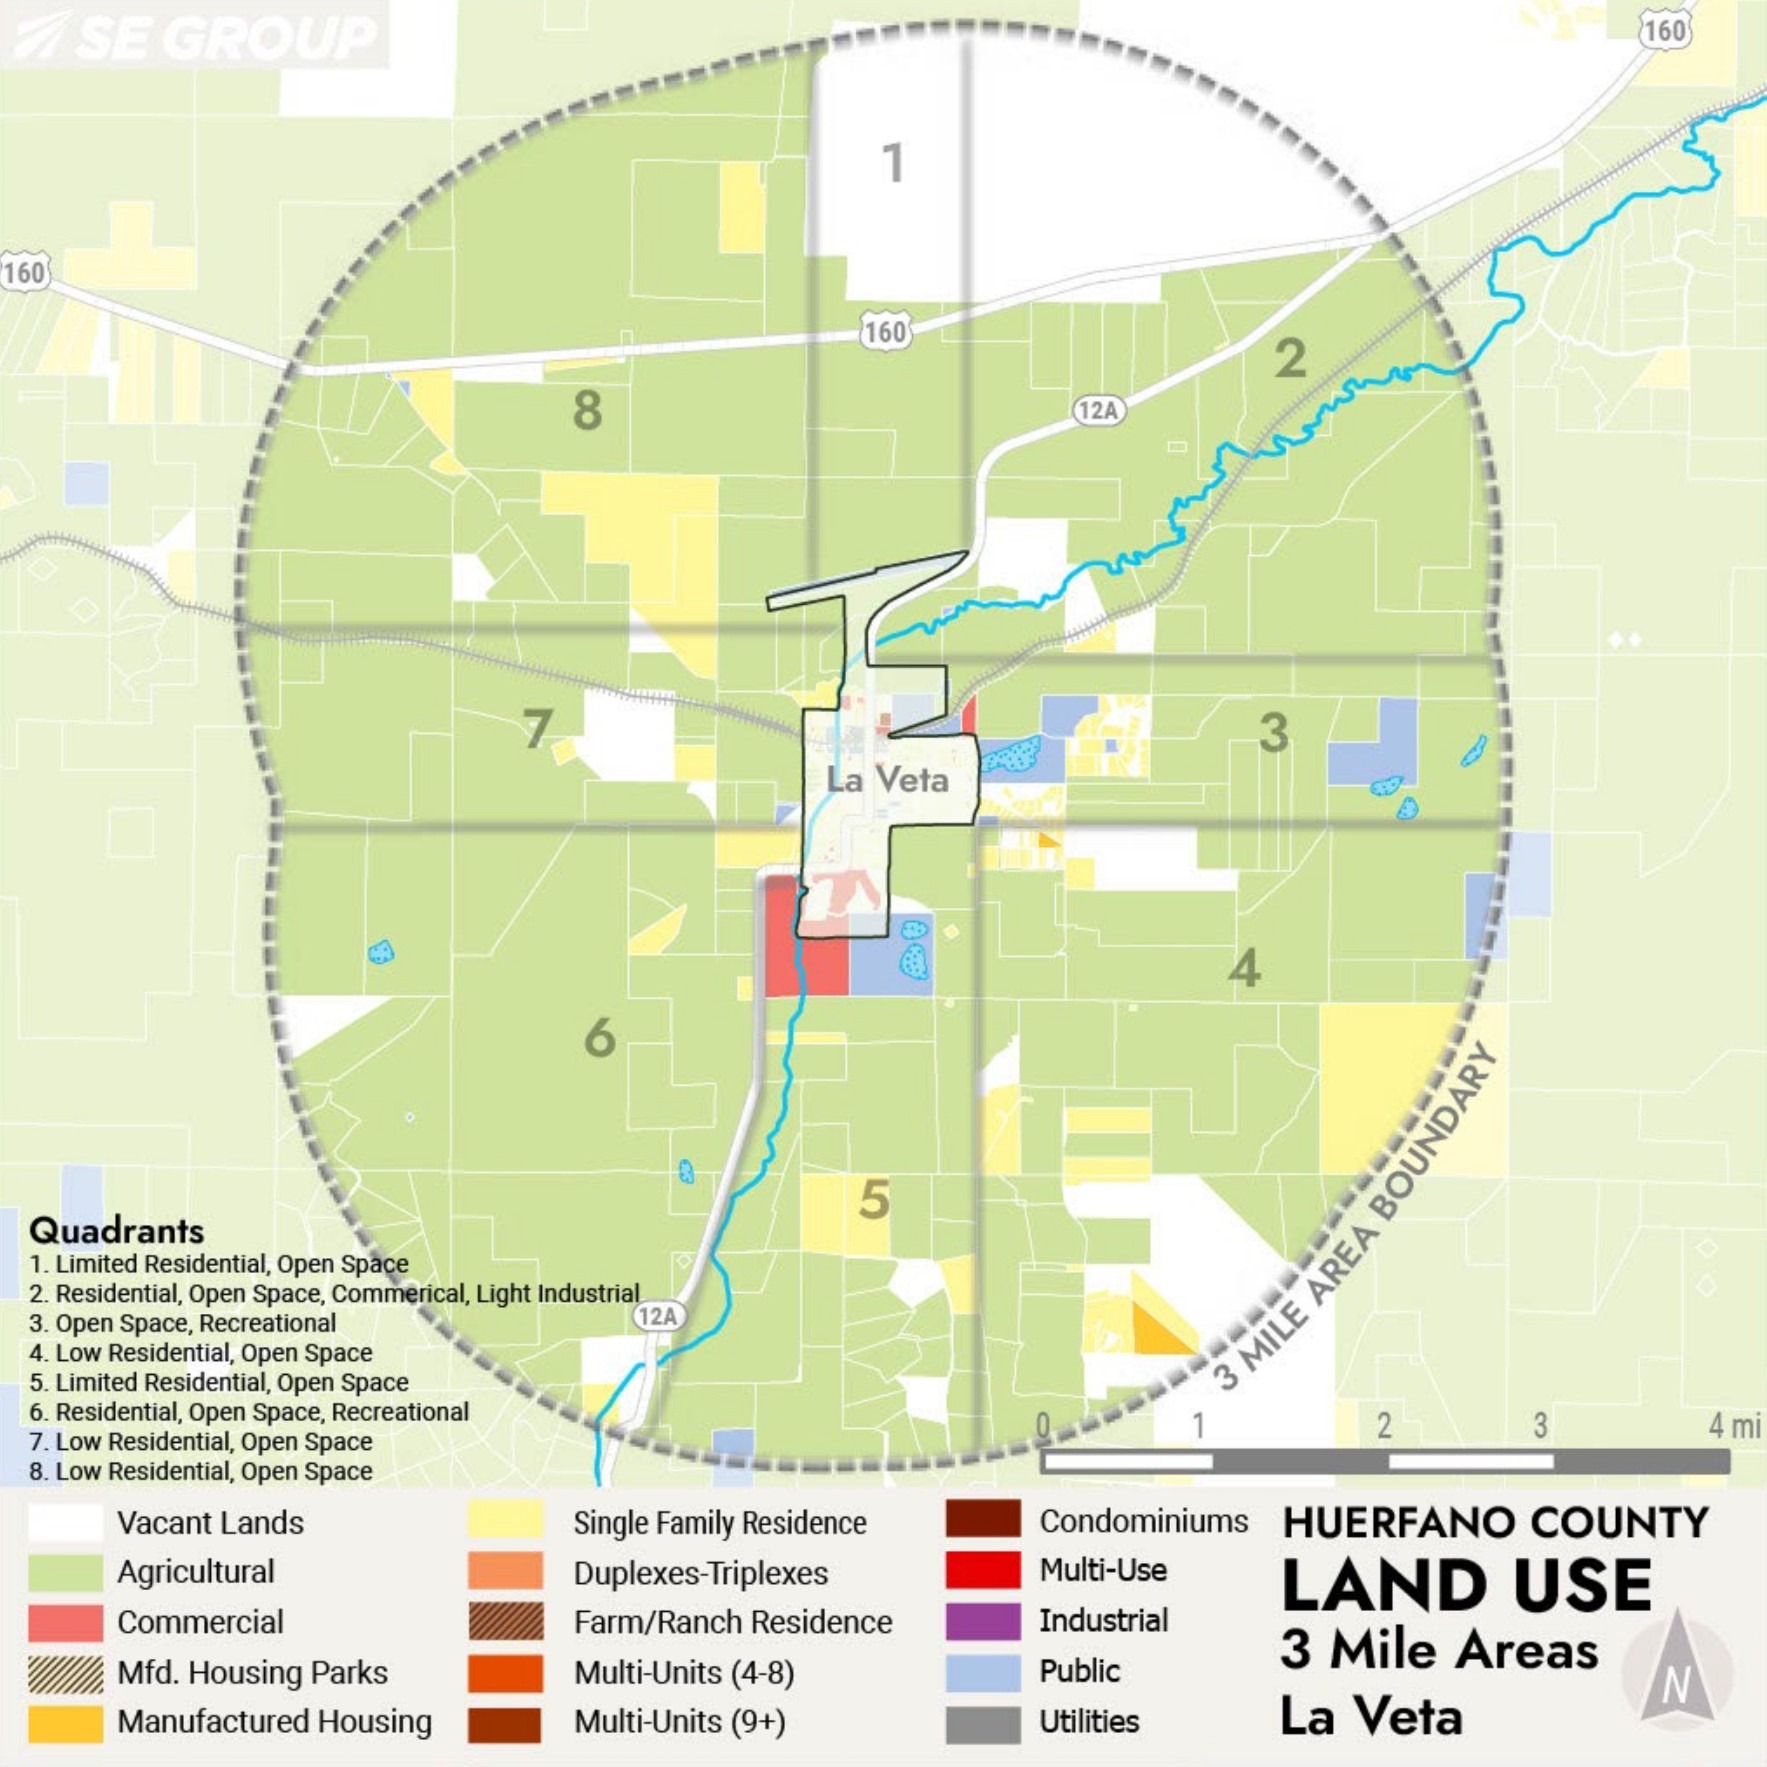 SE GROUP
160
1
160
160
2
12A
8
7
3
La Veta
4
6
5
3 MILE AREA BOUNDARY
12A
Quadrants
1. Limited Residential, Open Space
2. Residential, Open Space, Commerical, Light Industrial
3. Open Space, Recreational
4. Low Residential, Open Space
5. Limited Residential, Open Space
6. Residential, Open Space, Recreational
7. Low Residential, Open Space
8. Low Residential, Open Space
0 1 2 3 4 mi
Vacant Lands
Agricultural
Commercial
Mfd. Housing Parks
Manufactured Housing
Single Family Residence
Duplexes-Triplexes
Farm/Ranch Residence
Multi-Units (4-8)
Multi-Units (9+)
Condominiums
Multi-Use
Industrial
Public
Utilities
HUERFANO COUNTY
LAND USE
3 Mile Areas
La Veta
N